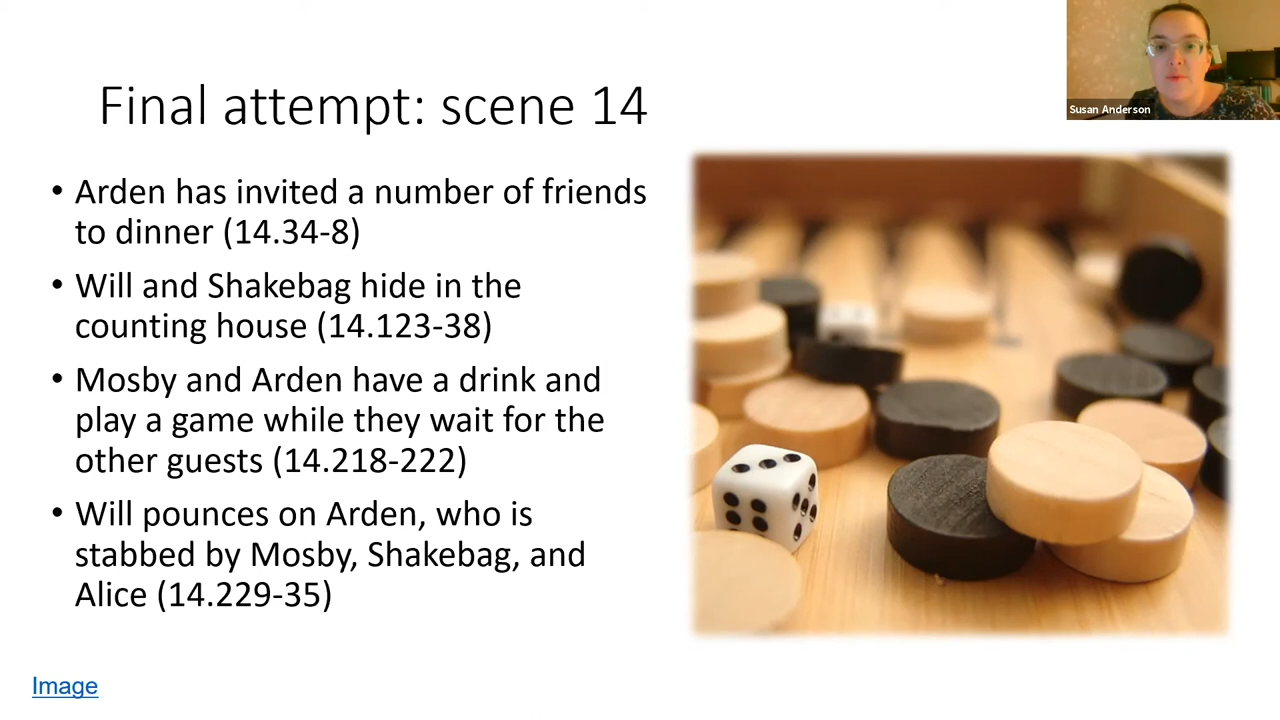 Susan Anderson
Final attempt: scene 14
• Arden has invited a number of friends
to dinner (14.34-8)
• Will and Shakebag hide in the
counting house (14.123-38)
• Mosby and Arden have a drink and
play a game while they wait for the
other guests (14.218-222)
• Will pounces on Arden, who is
stabbed by Mosby, Shakebag, and
Alice (14.229-35)
Image